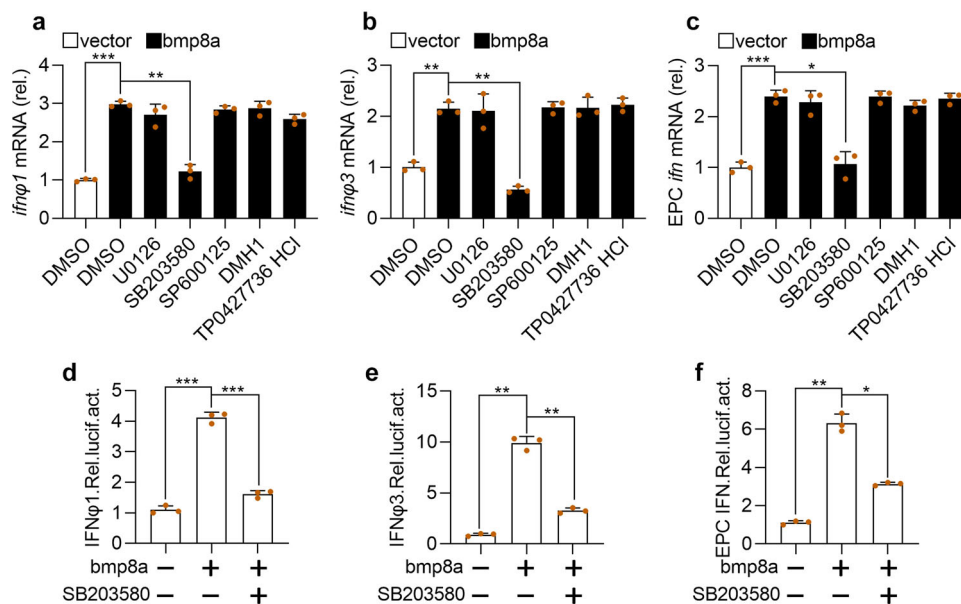 a
vector bmp8a
ifnφ1 mRNA (rel.)
4
3
2
1
0
*** **
DMSO
DMSO
U0126
SB203580
SP600125
DMH1
TP0427736 HCl
b
vector bmp8a
ifnφ3 mRNA (rel.)
4
3
2
1
0
** **
DMSO
DMSO
U0126
SB203580
SP600125
DMH1
TP0427736 HCl
c
vector bmp8a
EPC ifn mRNA (rel.)
3
2
1
0
*** *
DMSO
DMSO
U0126
SB203580
SP600125
DMH1
TP0427736 HCl
d
IFNφ1.Rel.lucif.act.
5
4
3
2
1
0
*** ***
bmp8a − + +
SB203580 − − +
e
IFNφ3.Rel.lucif.act.
15
10
5
0
** **
bmp8a − + +
SB203580 − − +
f
EPC IFN.Rel.lucif.act.
8
6
4
2
0
** *
bmp8a − + +
SB203580 − − +